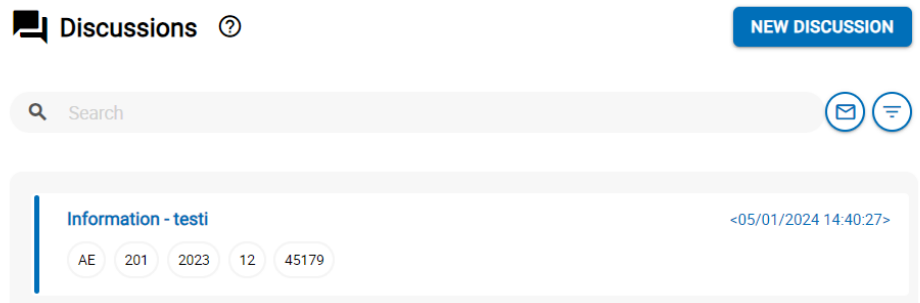 Discussions
NEW DISCUSSION
Search
Information - testi <05/01/2024 14:40:27>
AE 201 2023 12 45179